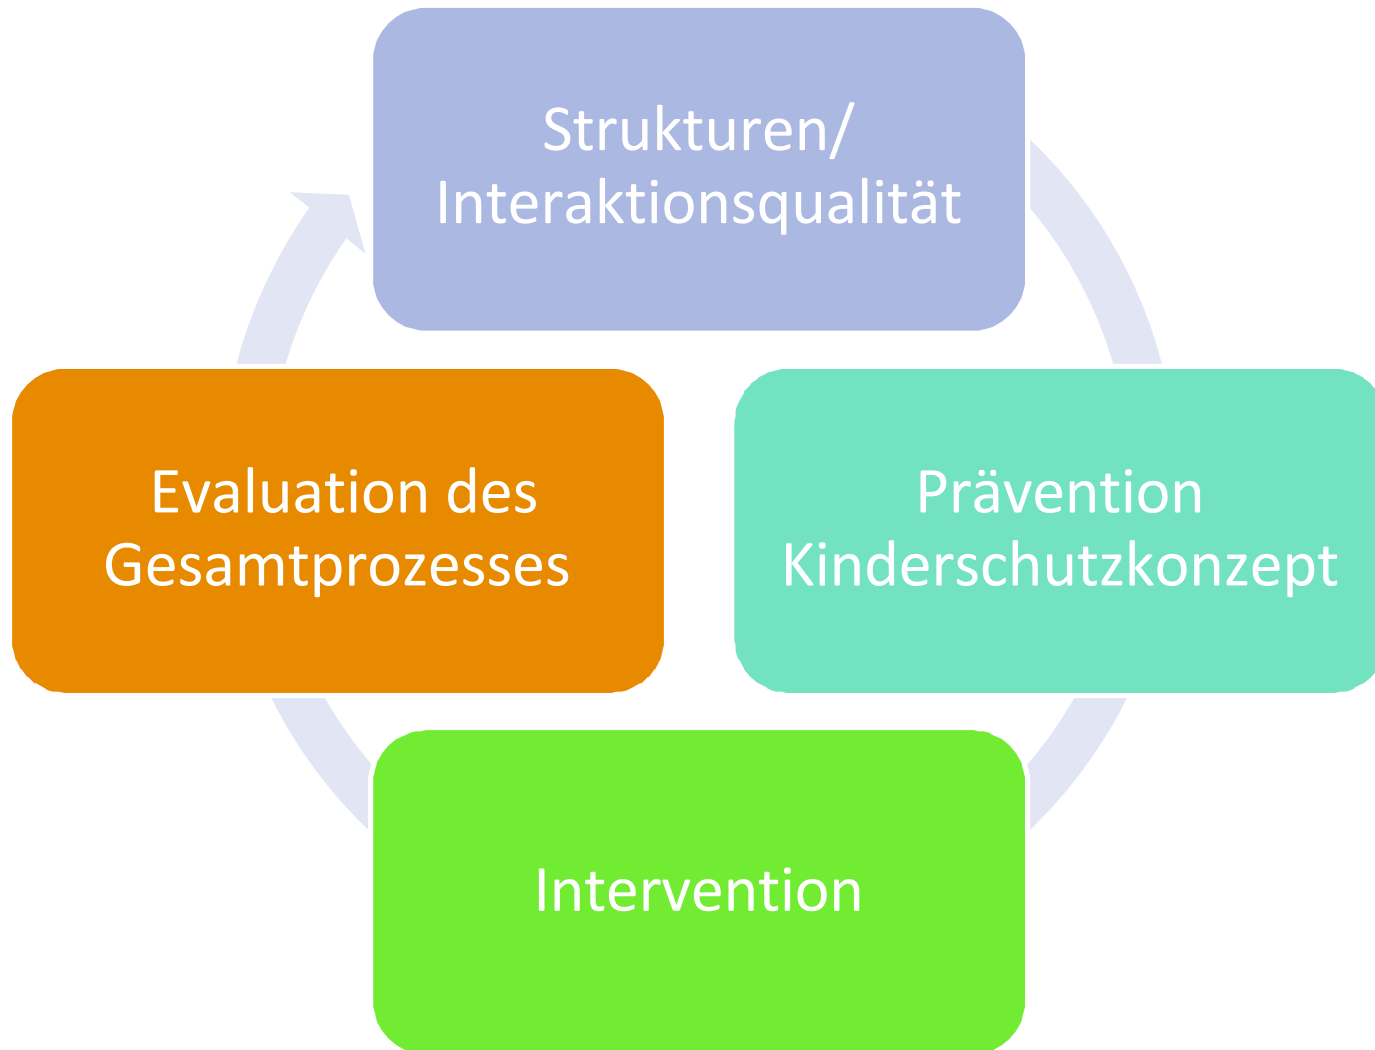 Strukturen/
Interaktionsqualität
Evaluation des
Gesamtprozesses
Prävention
Kinderschutzkonzept
Intervention